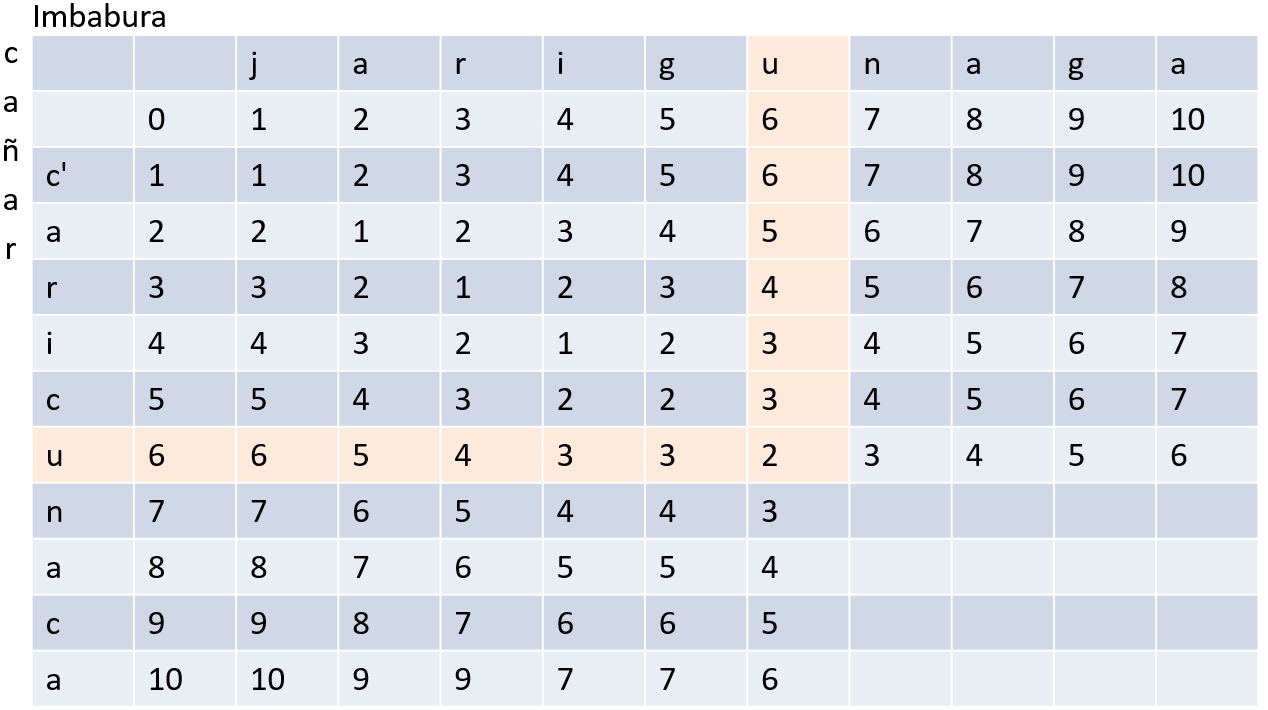 Imbabura
cañar
j a r i g u n a g a
0 1 2 3 4 5 6 7 8 9 10
c' 1 1 2 3 4 5 6 7 8 9 10
a 2 2 1 2 3 4 5 6 7 8 9
r 3 3 2 1 2 3 4 5 6 7 8
i 4 4 3 2 1 2 3 4 5 6 7
c 5 5 4 3 2 2 3 4 5 6 7
u 6 6 5 4 3 3 2 3 4 5 6
n 7 7 6 5 4 4 3
a 8 8 7 6 5 5 4
c 9 9 8 7 6 6 5
a 10 10 9 9 7 7 6